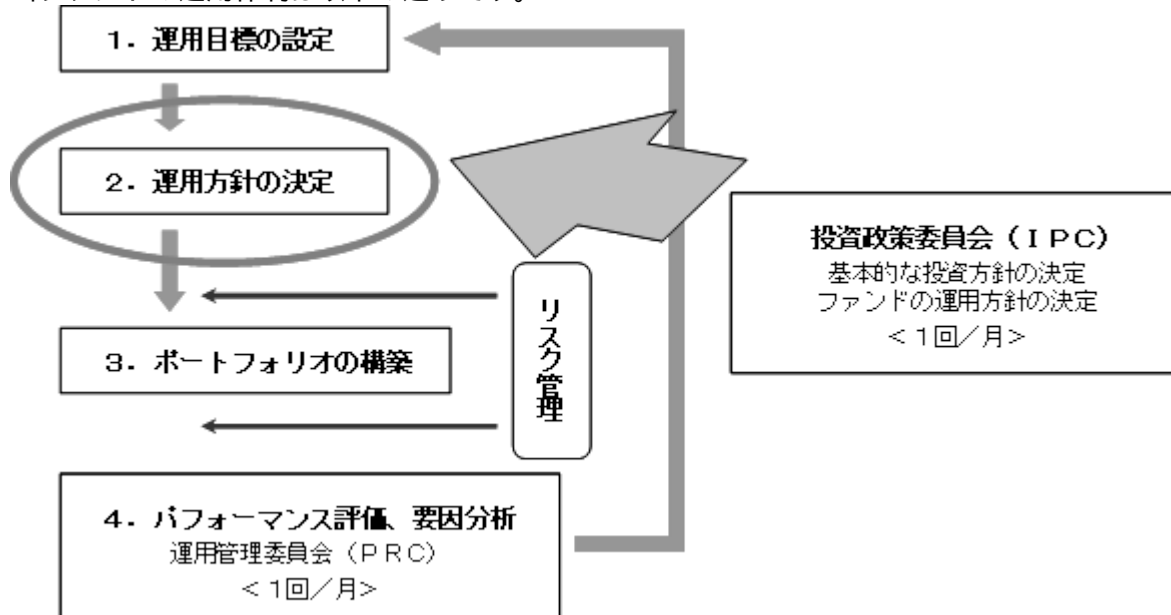 1．運用目標の設定
2．運用方針の決定
投資政策委員会（ＩＰＣ）
基本的な投資方針の決定
ファンドの運用方針の決定
＜１回／月＞
リスク管理
3．ポートフォリオの構築
4．パフォーマンス評価、要因分析
運用管理委員会（ＰＲＣ）
＜１回／月＞